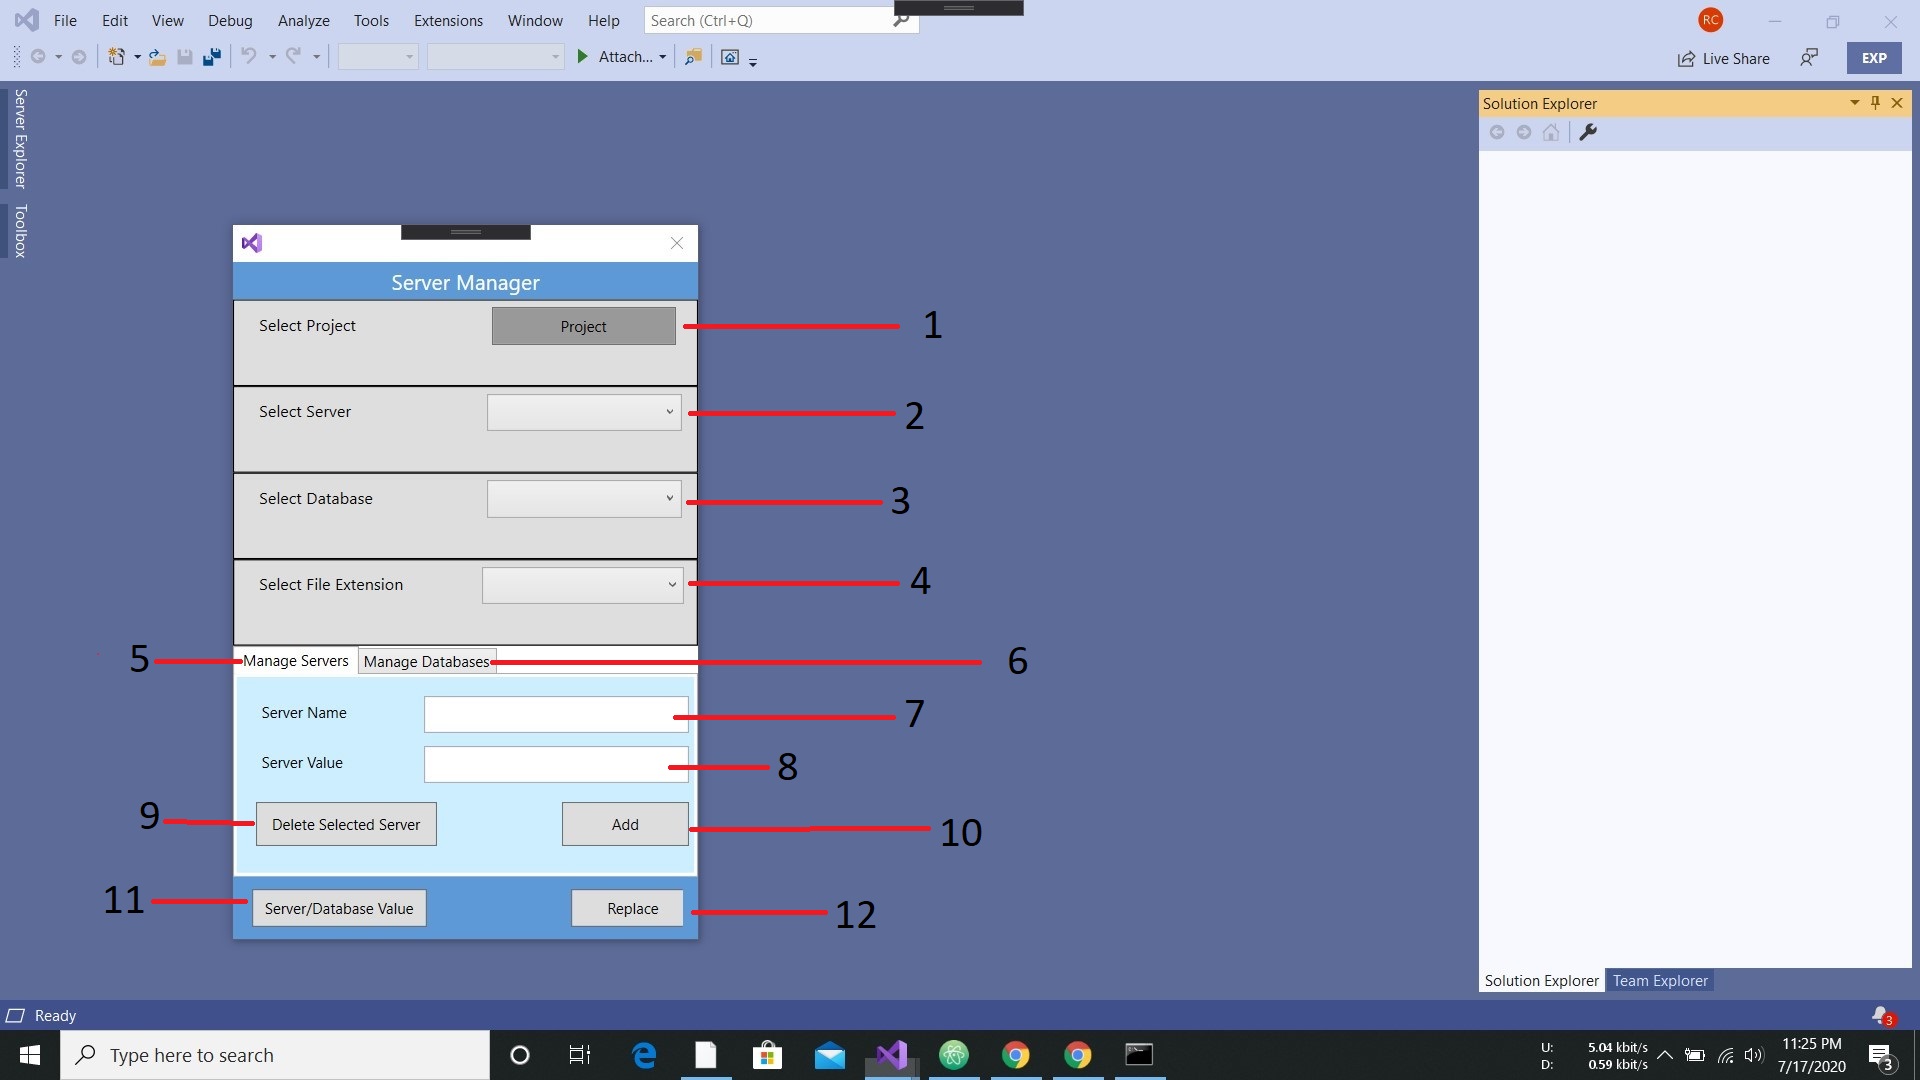 File Edit View Debug Analyze Tools Extensions Window Help Search (Ctrl+Q) RC
Attach... Live Share EXP
Server Explorer
Toolbox
Solution Explorer
Server Manager
Select Project Project 1
Select Server 2
Select Database 3
Select File Extension 4
5 Manage Servers Manage Databases 6
Server Name 7
Server Value 8
9 Delete Selected Server Add 10
11 Server/Database Value Replace 12
Solution Explorer Team Explorer
Ready 3
Type here to search
U: 5.04 kbit/s
D: 0.59 kbit/s
11:25 PM
7/17/2020
3